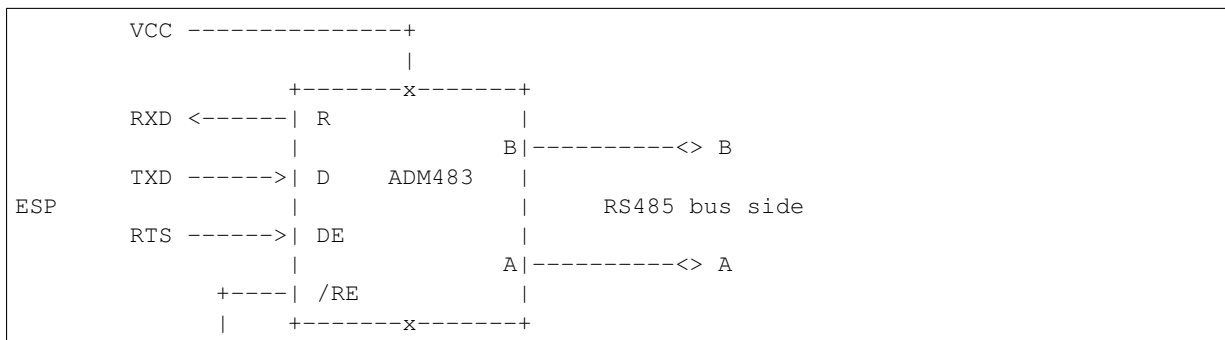 VCC ---------------+
|
+-------x-------+
RXD <------| R |
| B|----------<> B
TXD ------>| D ADM483 |
ESP | | RS485 bus side
RTS ------>| DE |
| A|----------<> A
+----| /RE |
| +-------x-------+